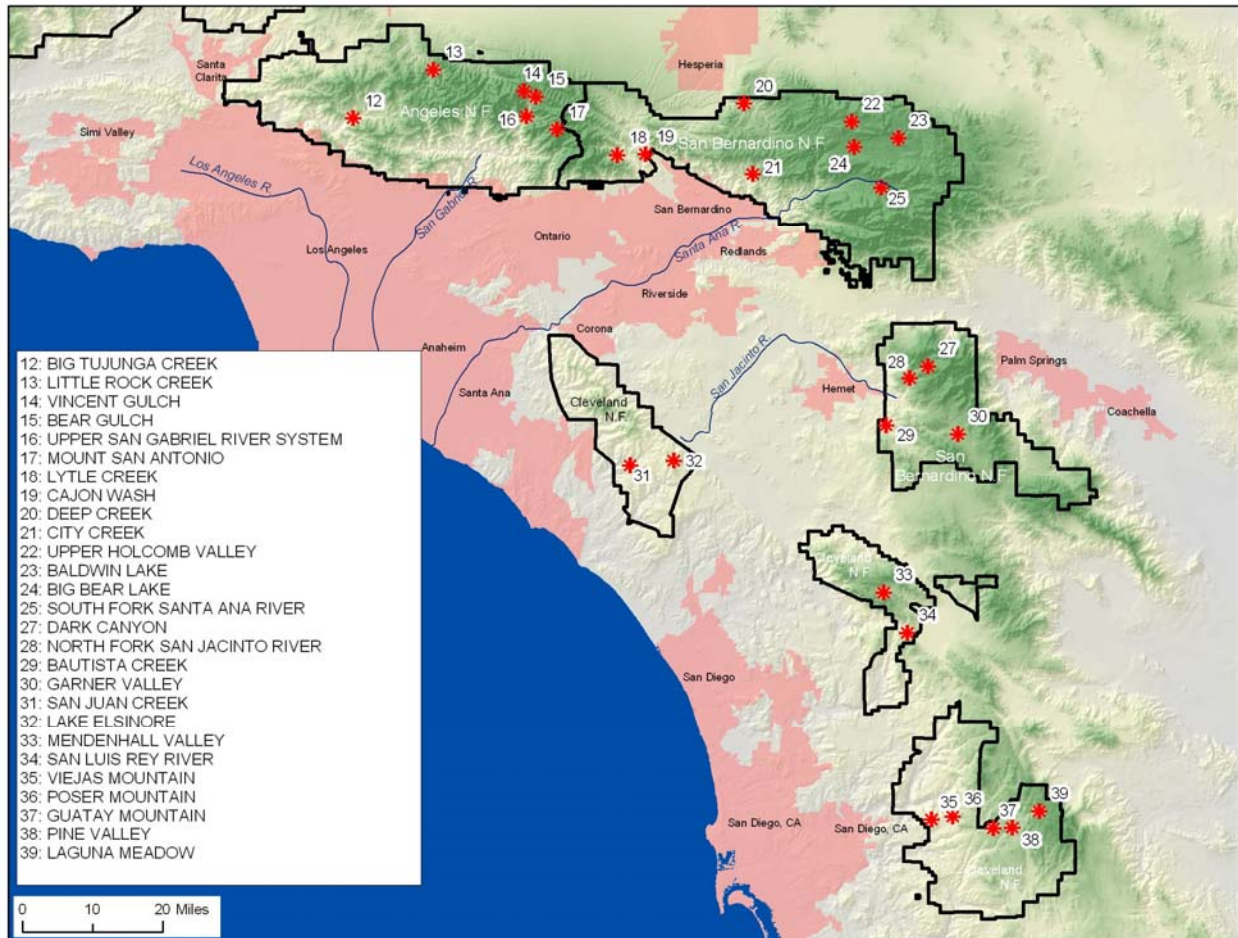 Santa
Clarita
13
Hesperia
14
15
20
22
23
12
Angeles N.F.
16
17
Simi Valley
18
19
San Bernardino N.F.
24
21
25
Los Angeles R.
San Gabriel R.
San Bernardino
Los Angeles
Ontario
Santa Ana R.
Redlands
Riverside
Corona
Anaheim
San Jacinto R.
28
27
Palm Springs
Hemet
Santa Ana
Cleveland
N.F.
Coachella
29
30
San
Bernardino N.F.
31
32
12: BIG TUJUNGA CREEK
13: LITTLE ROCK CREEK
14: VINCENT GULCH
15: BEAR GULCH
16: UPPER SAN GABRIEL RIVER SYSTEM
17: MOUNT SAN ANTONIO
18: LYTLE CREEK
19: CAJON WASH
20: DEEP CREEK
21: CITY CREEK
22: UPPER HOLCOMB VALLEY
23: BALDWIN LAKE
24: BIG BEAR LAKE
25: SOUTH FORK SANTA ANA RIVER
27: DARK CANYON
28: NORTH FORK SAN JACINTO RIVER
29: BAUTISTA CREEK
30: GARNER VALLEY
31: SAN JUAN CREEK
32: LAKE ELSINORE
33: MENDENHALL VALLEY
34: SAN LUIS REY RIVER
35: VIEJAS MOUNTAIN
36: POSER MOUNTAIN
37: GUATAY MOUNTAIN
38: PINE VALLEY
39: LAGUNA MEADOW
Cleveland
N.F.
33
34
San Diego
35
36
37
39
38
San Diego, CA
San Diego, CA
Cleveland
N.F.
0 10 20 Miles